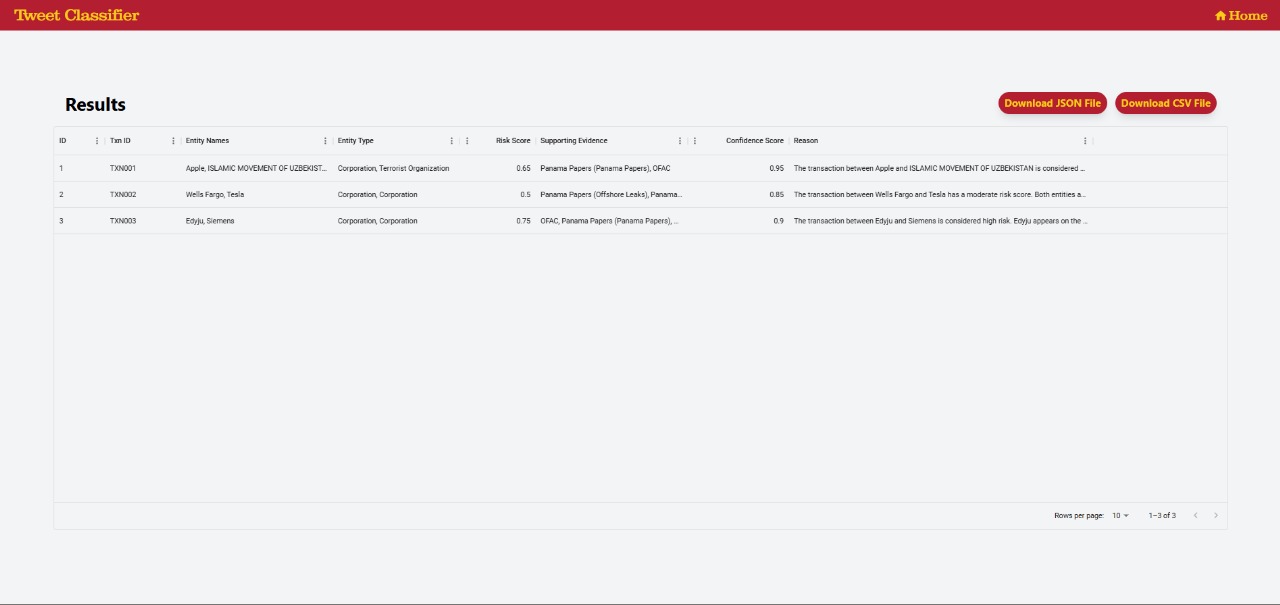 Tweet Classifier
Home
Results
Download JSON File
Download CSV File
ID Txn ID Entity Names Entity Type Risk Score Supporting Evidence Confidence Score Reason
1 TXN001 Apple, ISLAMIC MOVEMENT OF UZBEKIST... Corporation, Terrorist Organization 0.65 Panama Papers (Panama Papers), OFAC 0.95 The transaction between Apple and ISLAMIC MOVEMENT OF UZBEKISTAN is considered ...
2 TXN002 Wells Fargo, Tesla Corporation, Corporation 0.5 Panama Papers (Offshore Leaks), Panama... 0.85 The transaction between Wells Fargo and Tesla has a moderate risk score. Both entities a...
3 TXN003 Edyju, Siemens Corporation, Corporation 0.75 OFAC, Panama Papers (Panama Papers), ... 0.9 The transaction between Edyju and Siemens is considered high risk. Edyju appears on the ...
Rows per page: 10 1–3 of 3